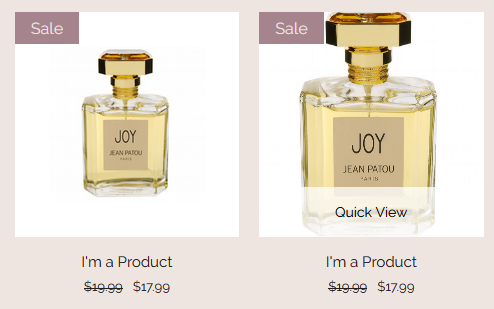 Sale
JOY
JEAN PATOU
PARIS
I'm a Product
$19.99 $17.99
Sale
JOY
JEAN PATOU
PARIS
Quick View
I'm a Product
$19.99 $17.99